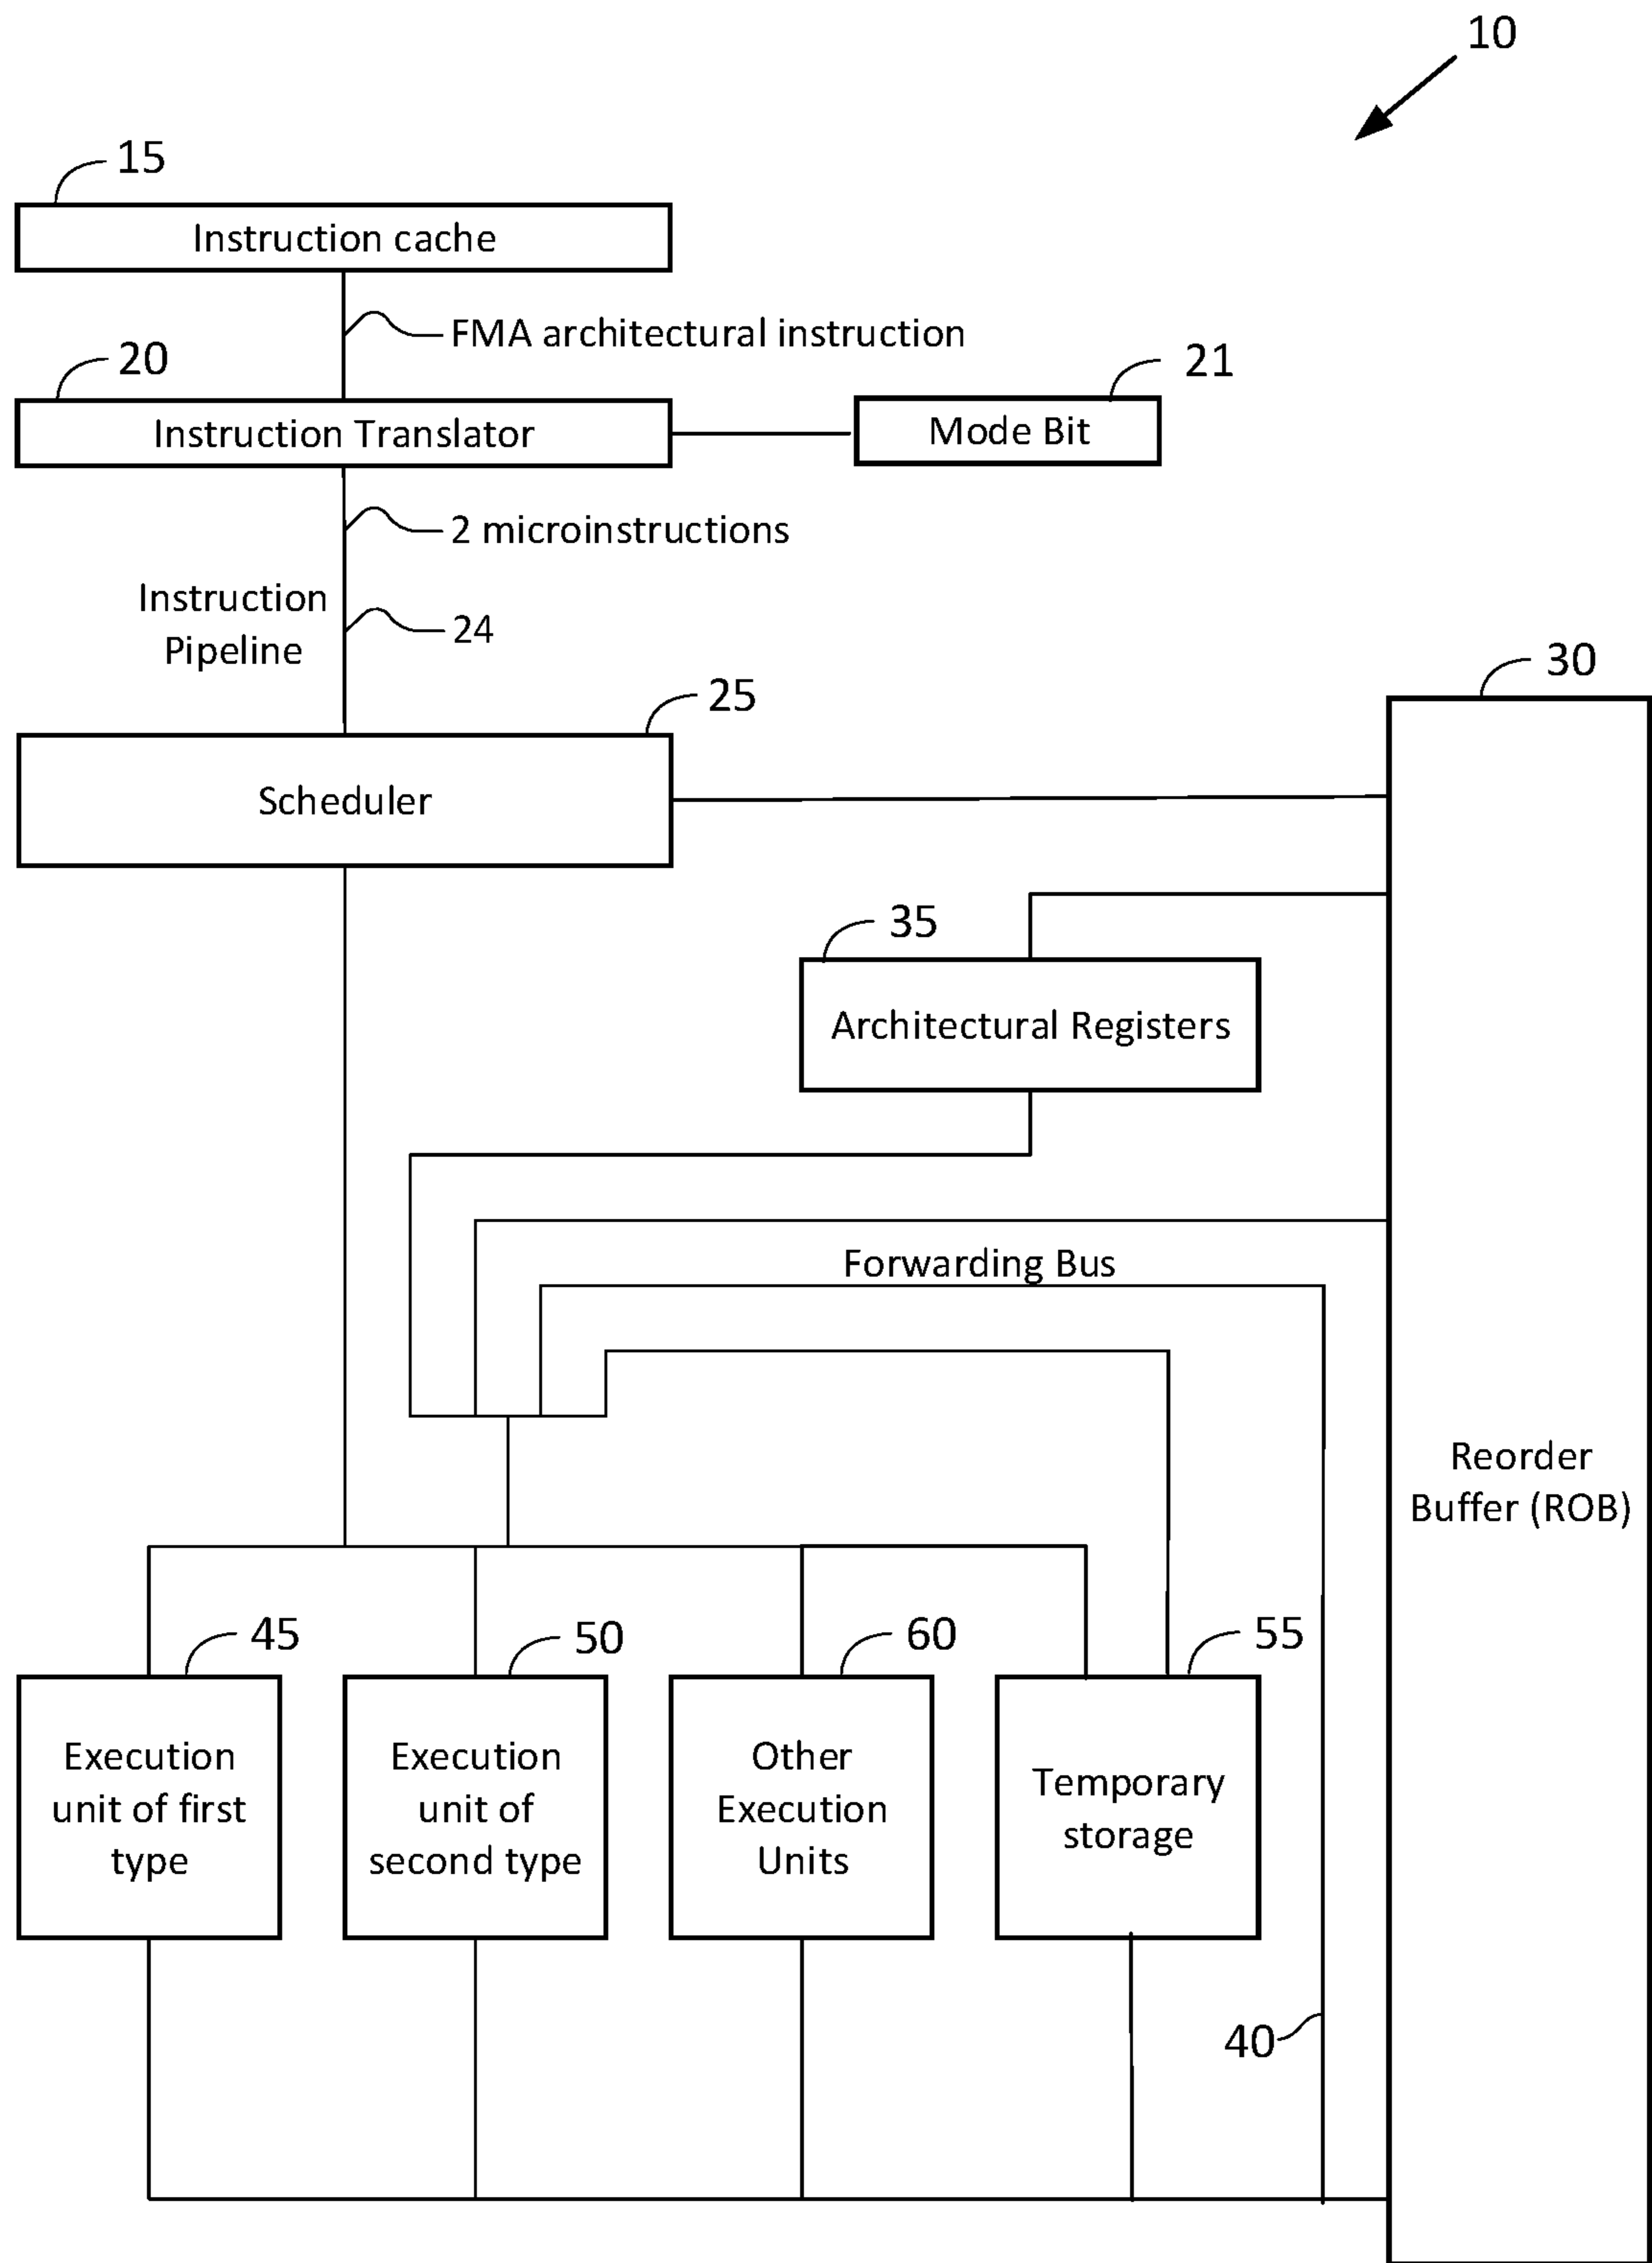 10
15
Instruction cache
FMA architectural instruction
20
21
Instruction Translator
Mode Bit
2 microinstructions
Instruction
Pipeline
24
30
25
Scheduler
35
Architectural Registers
Forwarding Bus
Reorder
Buffer (ROB)
45
50
60
55
Execution
unit of first
type
Execution
unit of
second type
Other
Execution
Units
Temporary
storage
40